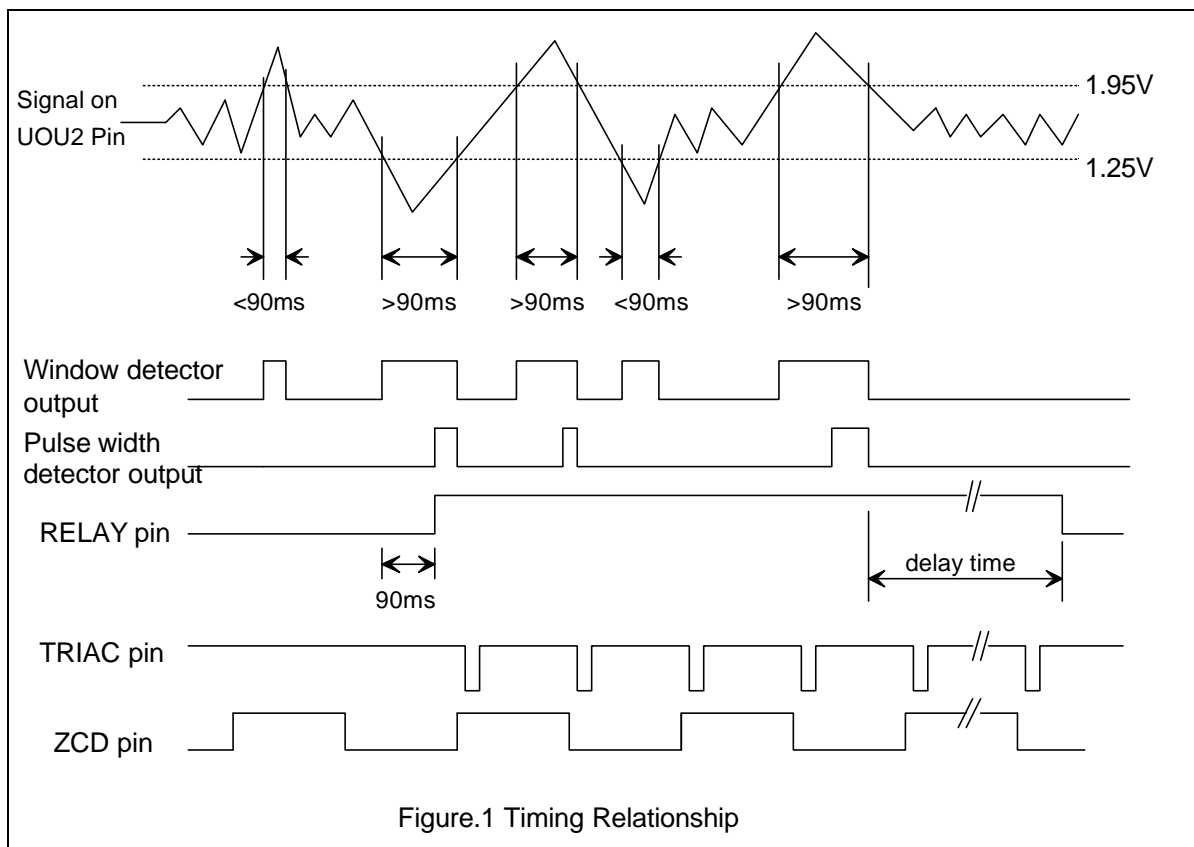 Signal on
UOU2 Pin
1.95V
1.25V
<90ms
>90ms
>90ms
<90ms
>90ms
Window detector
output
Pulse width
detector output
RELAY pin
90ms
delay time
TRIAC pin
ZCD pin
Figure.1 Timing Relationship